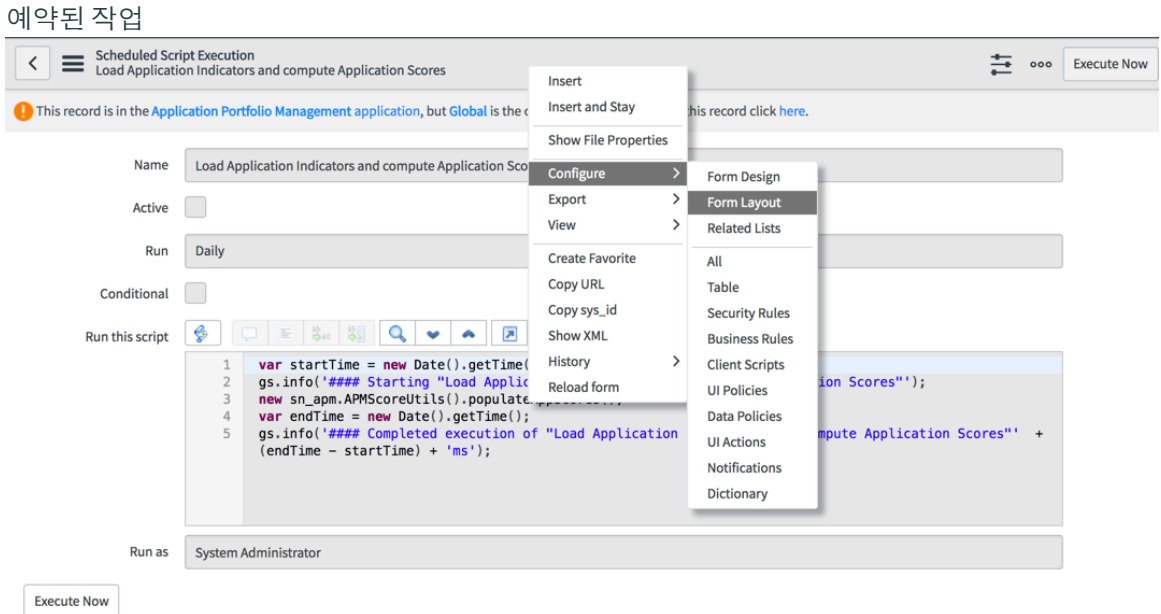 예약된 작업
Scheduled Script Execution
Load Application Indicators and compute Application Scores
Execute Now
This record is in the Application Portfolio Management application, but Global is the
this record click here.
Name
Load Application Indicators and compute Application
Active
Run
Daily
Conditional
Run this script
1 var startTime = new Date().getTime(
2 gs.info('#### Starting "Load
ion Scores"');
3 new sn_apm.APMScoreUtils().
4 var endTime = new Date().getTime();
5 gs.info('#### Completed execution of "Load Application
mpute Application Scores"' +
(endTime - startTime) + 'ms');
Run as
System Administrator
Execute Now
Insert
Insert and Stay
Show File Properties
Configure
Export
View
Create Favorite
Copy URL
Copy sys_id
Show XML
History
Reload form
Form Design
Form Layout
Related Lists
All
Table
Security Rules
Business Rules
Client Scripts
UI Policies
Data Policies
UI Actions
Notifications
Dictionary